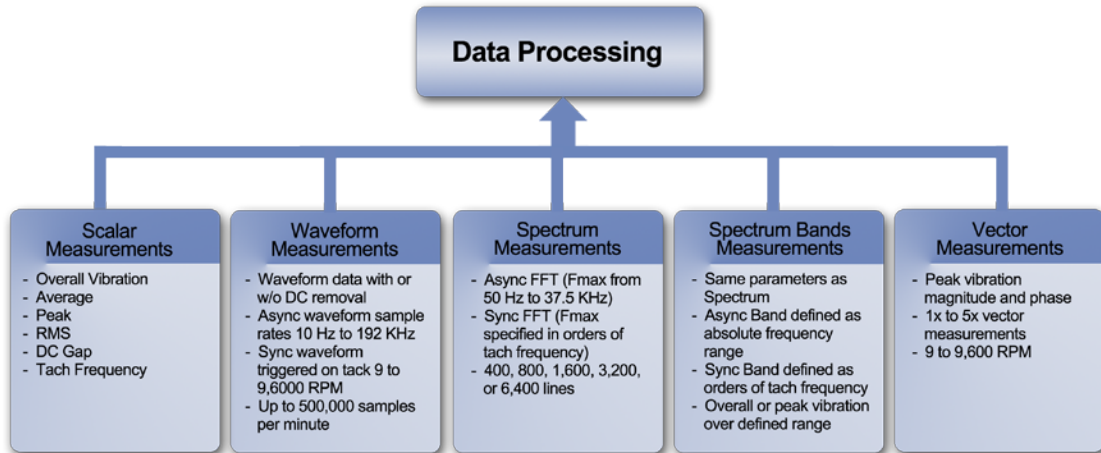 Data Processing
Scalar
Measurements
- Overall Vibration
- Average
- Peak
- RMS
- DC Gap
- Tach Frequency
Waveform
Measurements
- Waveform data with or
w/o DC removal
- Async waveform sample
rates 10 Hz to 192 KHz
- Sync waveform
triggered on tack 9 to
9,6000 RPM
- Up to 500,000 samples
per minute
Spectrum
Measurements
- Async FFT (Fmax from
50 Hz to 37.5 KHz)
- Sync FFT (Fmax
specified in orders of
tach frequency)
- 400, 800, 1,600, 3,200,
or 6,400 lines
Spectrum Bands
Measurements
- Same parameters as
Spectrum
- Async Band defined as
absolute frequency
range
- Sync Band defined as
orders of tach frequency
- Overall or peak vibration
over defined range
Vector
Measurements
- Peak vibration
magnitude and phase
- 1x to 5x vector
measurements
- 9 to 9,600 RPM